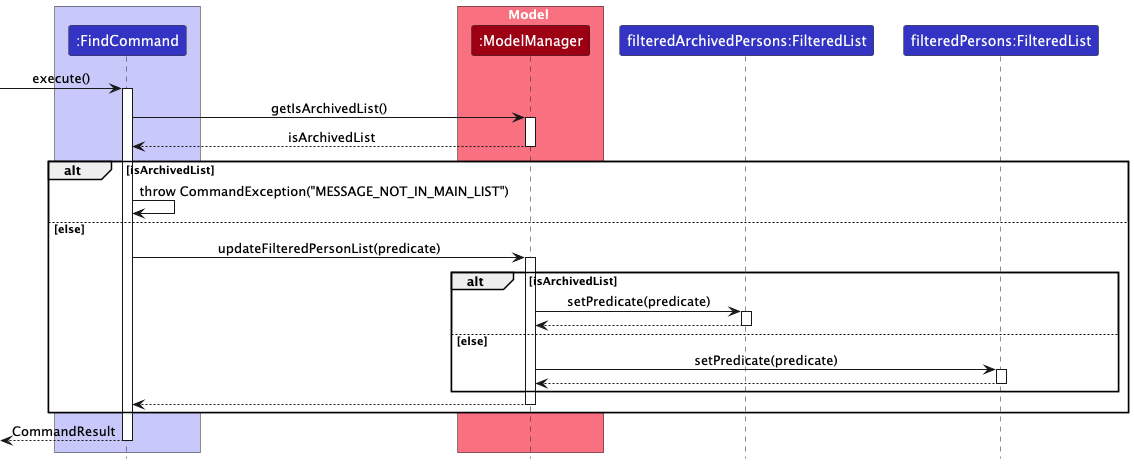 Model
:FindCommand
:ModelManager
filteredArchivedPersons:FilteredList
filteredPersons:FilteredList
execute()
getIsArchivedList()
isArchivedList
alt
[isArchivedList]
throw CommandException("MESSAGE_NOT_IN_MAIN_LIST")
[else]
updateFilteredPersonList(predicate)
alt
[isArchivedList]
setPredicate(predicate)
[else]
setPredicate(predicate)
CommandResult